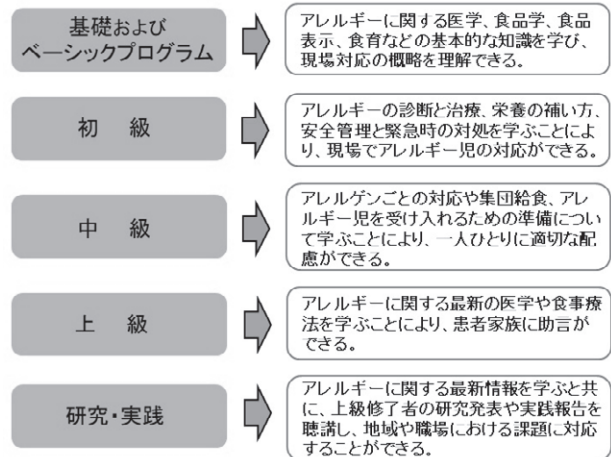 基礎および
ベーシックプログラム
アレルギーに関する医学、食品学、食品
表示、食育などの基本的な知識を学び、
現場対応の概略を理解できる。
初 級
アレルギーの診断と治療、栄養の補い方、
安全管理と緊急時の対処を学ぶことによ
り、現場でアレルギー児の対応ができる。
中 級
アレルゲンごとの対応や集団給食、アレ
ルギー児を受け入れるための準備につい
て学ぶことにより、一人ひとりに適切な配
慮ができる。
上 級
アレルギーに関する最新の医学や食事療
法を学ぶことにより、患者家族に助言が
できる。
研究・実践
アレルギーに関する最新情報を学ぶと共
に、上級修了者の研究発表や実践報告を
聴講し、地域や職場における課題に対応
することができる。